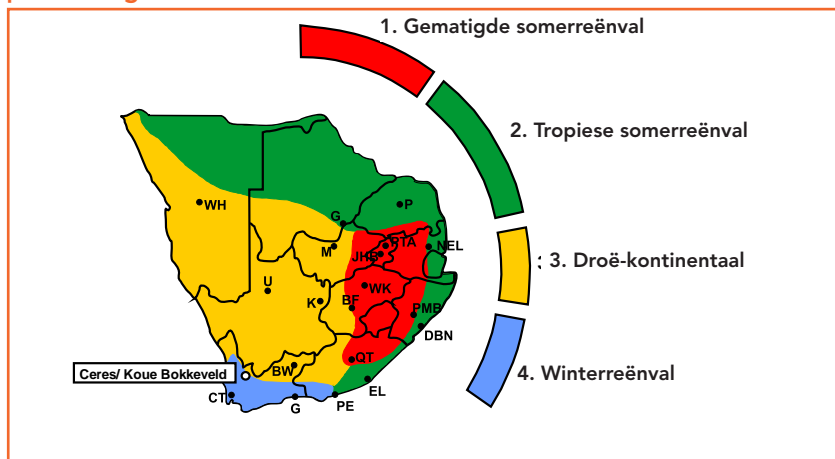 1. Gematigde somerreënval
2. Tropiese somerreënval
3. Droë-kontinentaal
4. Winterreënval
WH
G
P
M
PTA
JHB
NEL
U
K
BF
WK
PMB
DBN
QT
BW
Ceres/ Koue Bokkeveld
CT
G
PE
EL